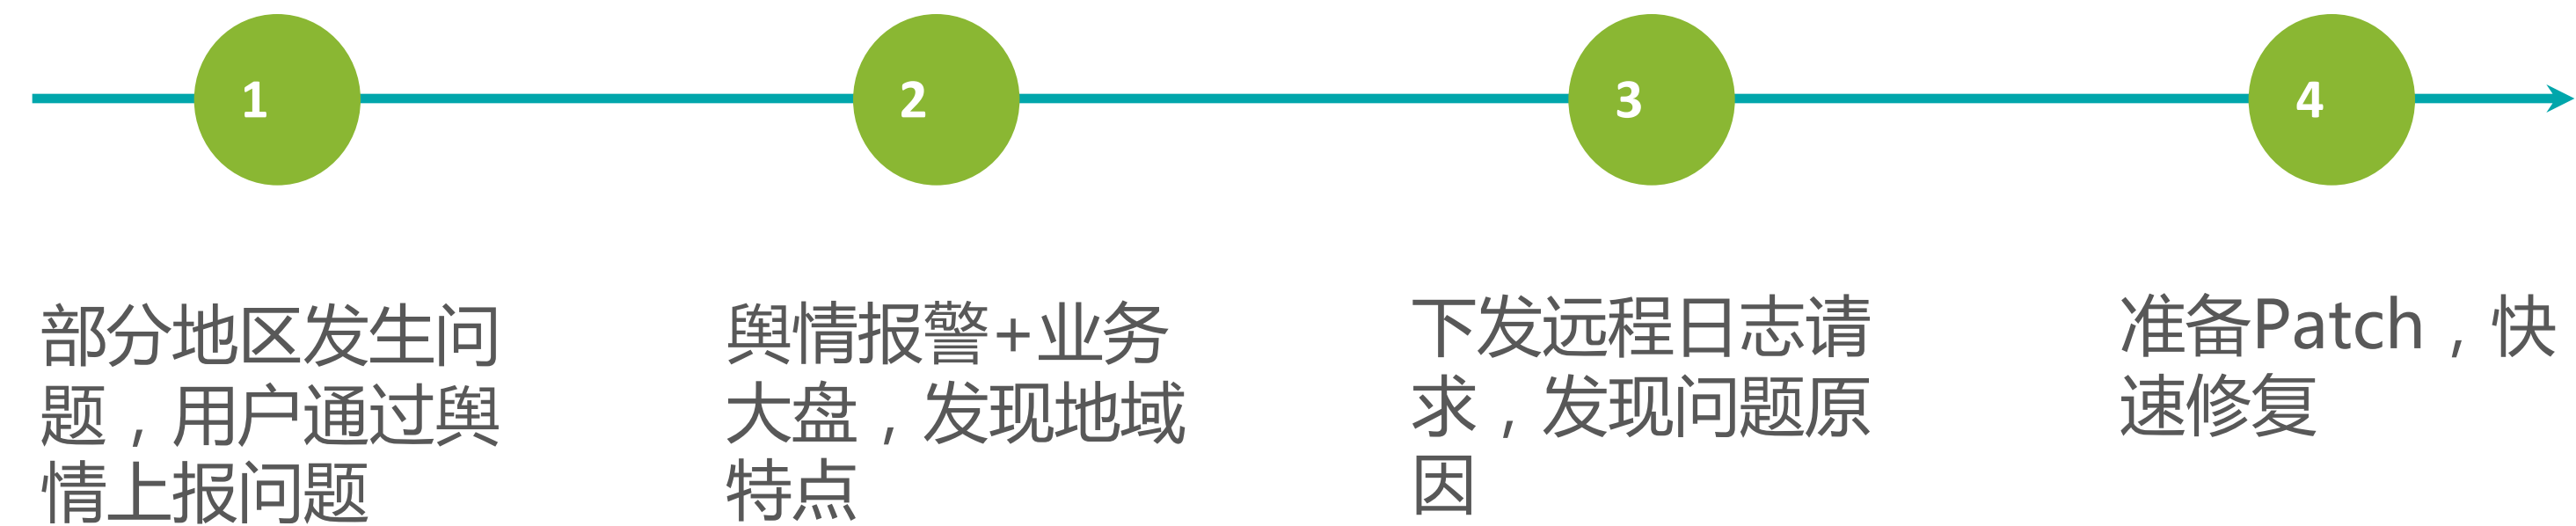 1
2
3
4
部分地区发生问
题，用户通过舆
情上报问题
舆情报警+业务
大盘，发现地域
特点
下发远程日志请
求，发现问题原
因
准备Patch，快
速修复